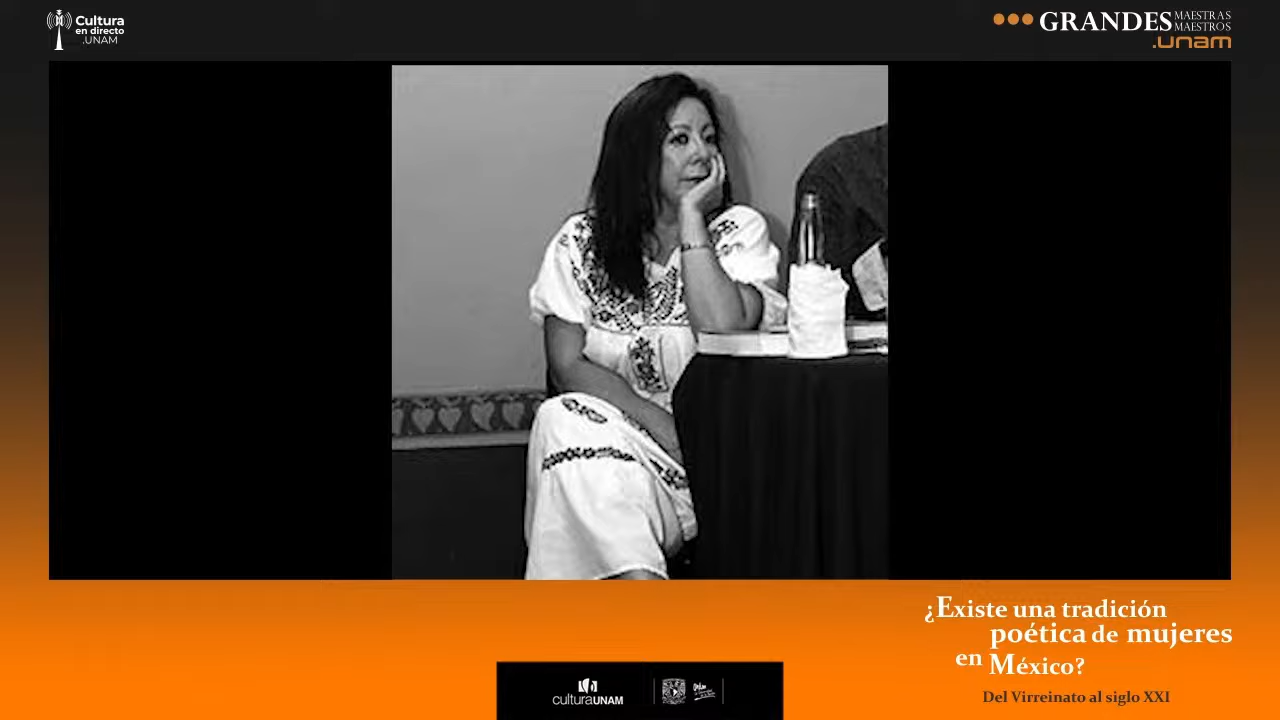 Cultura
en directo
.UNAM
GRANDES MAESTRAS
MAESTROS
.unam
¿Existe una tradición
poética de mujeres
en México?
Del Virreinato al siglo XXI
culturaUNAM